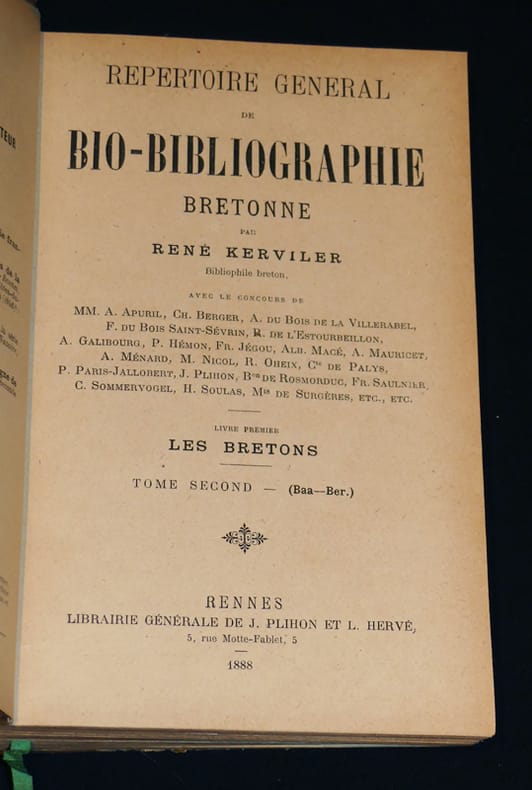 REPERTOIRE GENERAL
DE
BIO-BIBLIOGRAPHIE
BRETONNE
PAR
RENÉ KERVILER
Bibliophile breton,
AVEC LE CONCOURS DE
MM. A. APURIL, CH. BERGER, A. DU BOIS DE LA VILLERABEL,
F. DU BOIS SAINT-SÉVRIN, R. DE L'ESTOURBEILLON,
A. GALIBOURG, P. HÉMON, FR. JÉGOU, ALB. MACÉ, A. MAURICET,
A. MÉNARD, M. NICOL, R. OHEIX, Cte DE PALYS,
P. PARIS-JALLOBERT, J. PLIHON, Bon DE ROSMORDUC, FR. SAULNIER,
C. SOMMERVOGEL, H. SOULAS, Mis DE SURGÈRES, ETC., ETC.
LIVRE PREMIER
LES BRETONS
TOME SECOND — (Baa—Ber.)
RENNES
LIBRAIRIE GÉNÉRALE DE J. PLIHON ET L. HERVÉ,
5, rue Motte-Fablet, 5
1888